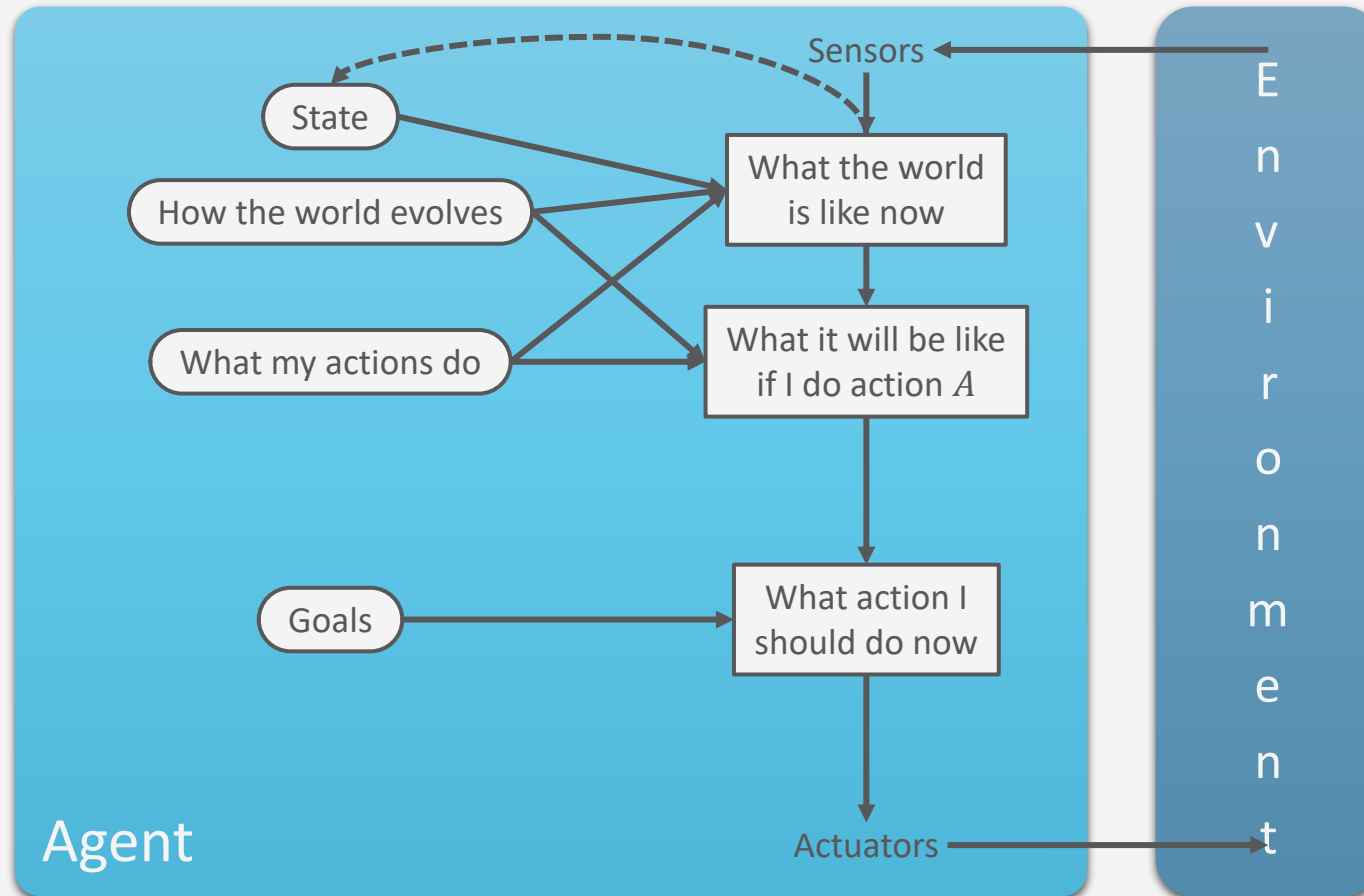 Sensors
State
What the world
is like now
How the world evolves
What it will be like
if I do action A
What my actions do
Goals
What action I
should do now
Agent
Actuators
Environment